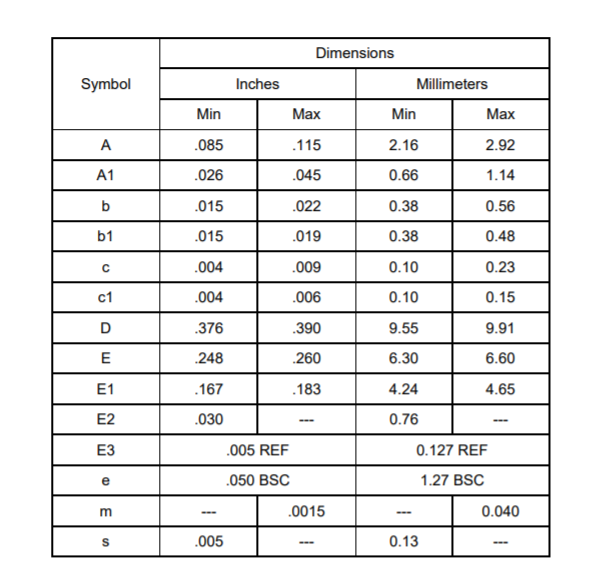 Dimensions
Symbol Inches Millimeters
Min Max Min Max
A .085 .115 2.16 2.92
A1 .026 .045 0.66 1.14
b .015 .022 0.38 0.56
b1 .015 .019 0.38 0.48
c .004 .009 0.10 0.23
c1 .004 .006 0.10 0.15
D .376 .390 9.55 9.91
E .248 .260 6.30 6.60
E1 .167 .183 4.24 4.65
E2 .030 --- 0.76 ---
E3 .005 REF 0.127 REF
e .050 BSC 1.27 BSC
m --- .0015 --- 0.040
s .005 --- 0.13 ---